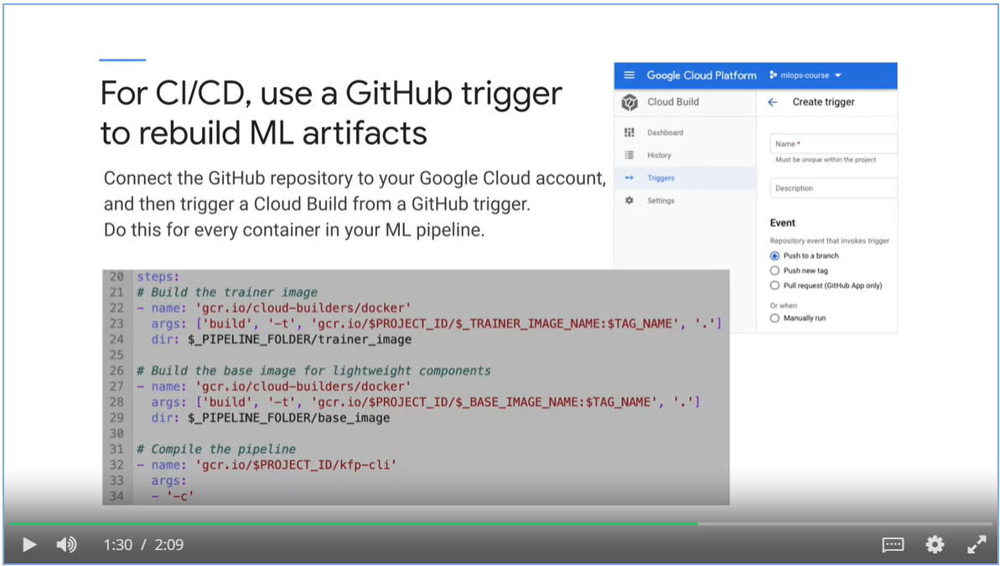 For CI/CD, use a GitHub trigger
to rebuild ML artifacts
Connect the GitHub repository to your Google Cloud account,
and then trigger a Cloud Build from a GitHub trigger.
Do this for every container in your ML pipeline.
Google Cloud Platform mlops-course
Cloud Build
Dashboard
History
Triggers
Settings
Create trigger
Name *
Must be unique within the project
Description
Event
Repository event that invokes trigger
Push to a branch
Push new tag
Pull request (GitHub App only)
Or when
Manually run
20 steps:
21 # Build the trainer image
22 - name: 'gcr.io/cloud-builders/docker'
23   args: ['build', '-t', 'gcr.io/$PROJECT_ID/$_TRAINER_IMAGE_NAME:$TAG_NAME', '.']
24   dir: $_PIPELINE_FOLDER/trainer_image
25
26 # Build the base image for lightweight components
27 - name: 'gcr.io/cloud-builders/docker'
28   args: ['build', '-t', 'gcr.io/$PROJECT_ID/$_BASE_IMAGE_NAME:$TAG_NAME', '.']
29   dir: $_PIPELINE_FOLDER/base_image
30
31 # Compile the pipeline
32 - name: 'gcr.io/$PROJECT_ID/kfp-cli'
33   args:
34   - '-c'
1:30 / 2:09